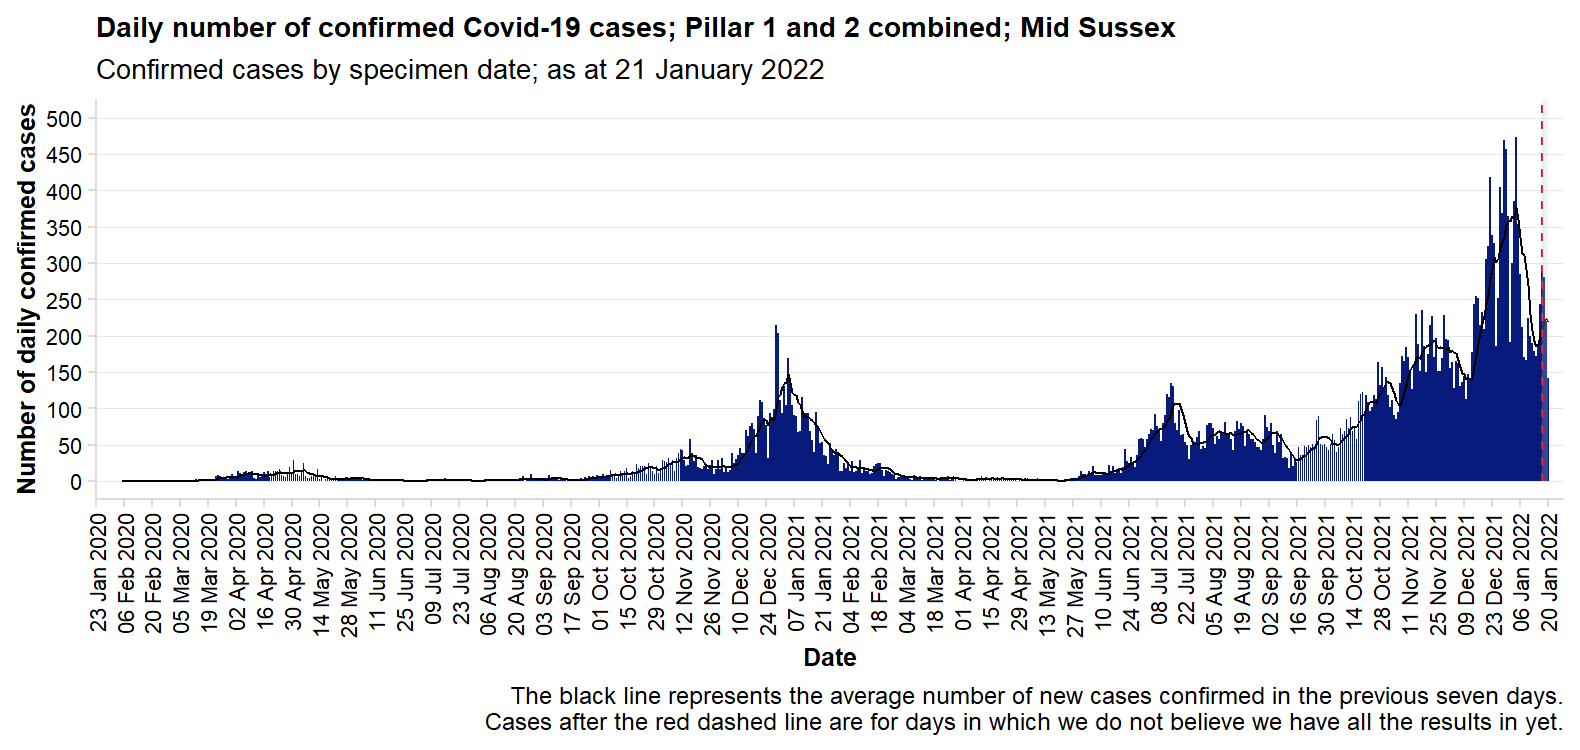 Daily number of confirmed Covid-19 cases; Pillar 1 and 2 combined; Mid Sussex
Confirmed cases by specimen date; as at 21 January 2022
Number of daily confirmed cases
500
450
400
350
300
250
200
150
100
50
0
23 Jan 2020
06 Feb 2020
20 Feb 2020
05 Mar 2020
19 Mar 2020
02 Apr 2020
16 Apr 2020
30 Apr 2020
14 May 2020
28 May 2020
11 Jun 2020
25 Jun 2020
09 Jul 2020
23 Jul 2020
06 Aug 2020
20 Aug 2020
03 Sep 2020
17 Sep 2020
01 Oct 2020
15 Oct 2020
29 Oct 2020
12 Nov 2020
26 Nov 2020
10 Dec 2020
24 Dec 2020
07 Jan 2021
21 Jan 2021
04 Feb 2021
18 Feb 2021
04 Mar 2021
18 Mar 2021
01 Apr 2021
15 Apr 2021
29 Apr 2021
13 May 2021
27 May 2021
10 Jun 2021
24 Jun 2021
08 Jul 2021
22 Jul 2021
05 Aug 2021
19 Aug 2021
02 Sep 2021
16 Sep 2021
30 Sep 2021
14 Oct 2021
28 Oct 2021
11 Nov 2021
25 Nov 2021
09 Dec 2021
23 Dec 2021
06 Jan 2022
20 Jan 2022
Date
The black line represents the average number of new cases confirmed in the previous seven days.
Cases after the red dashed line are for days in which we do not believe we have all the results in yet.